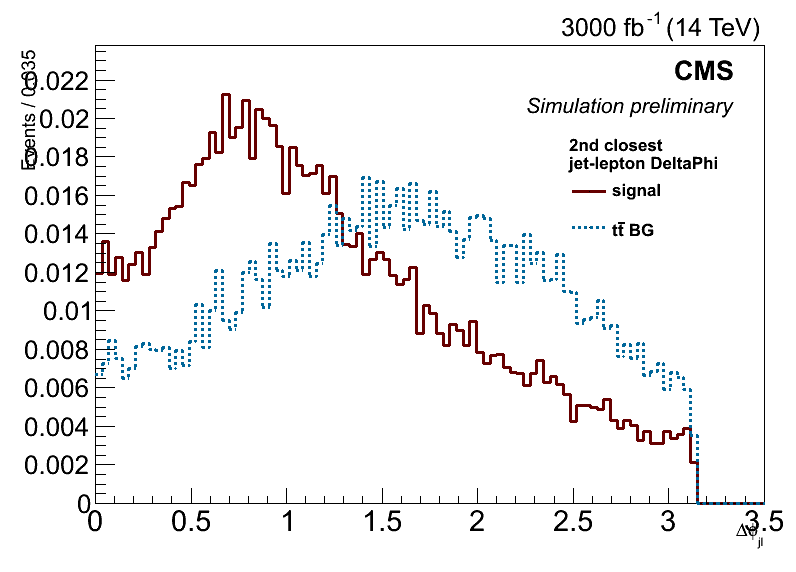 3000 fb⁻¹ (14 TeV)
CMS
Simulation preliminary
2nd closest
jet-lepton DeltaPhi
signal
tt̄ BG
Events / 0.035
0.022
0.02
0.018
0.016
0.014
0.012
0.01
0.008
0.006
0.004
0.002
0
0 0.5 1 1.5 2 2.5 3 3.5
Δϕjl